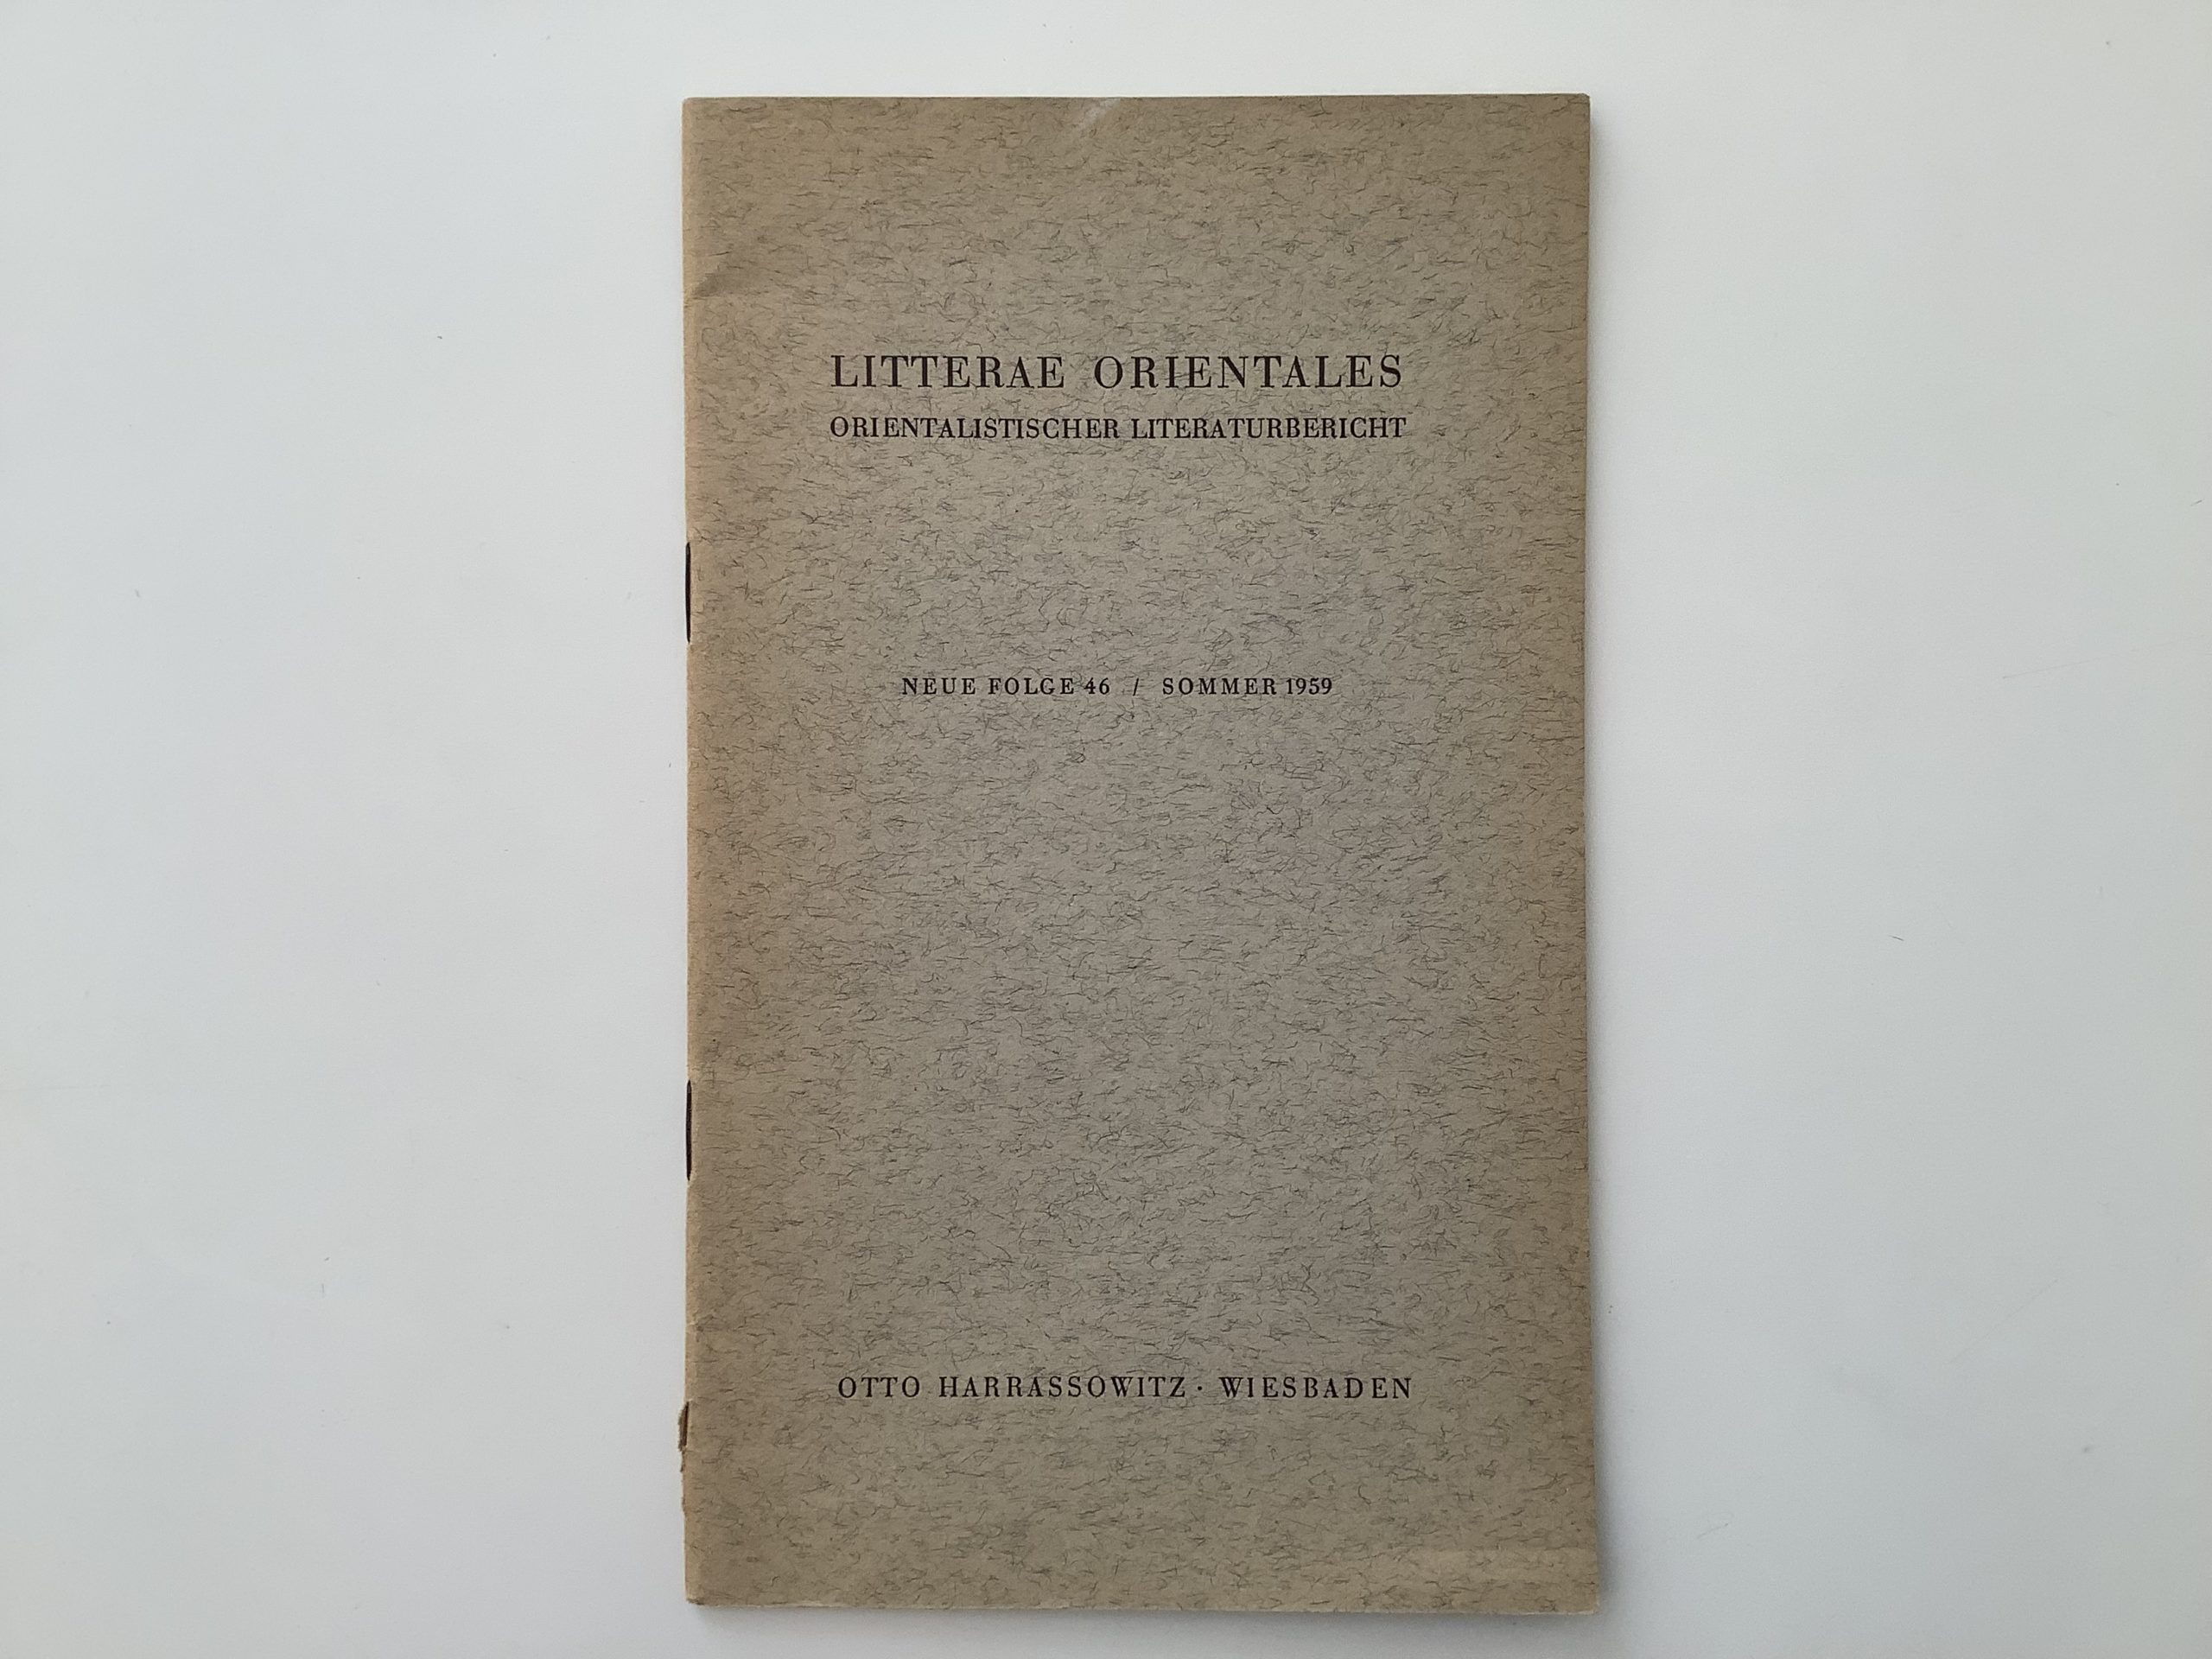 LITTERAE ORIENTALES
ORIENTALISTISCHER LITERATURBERICHT
NEUE FOLGE 46 / SOMMER 1959
OTTO HARRASSOWITZ · WIESBADEN